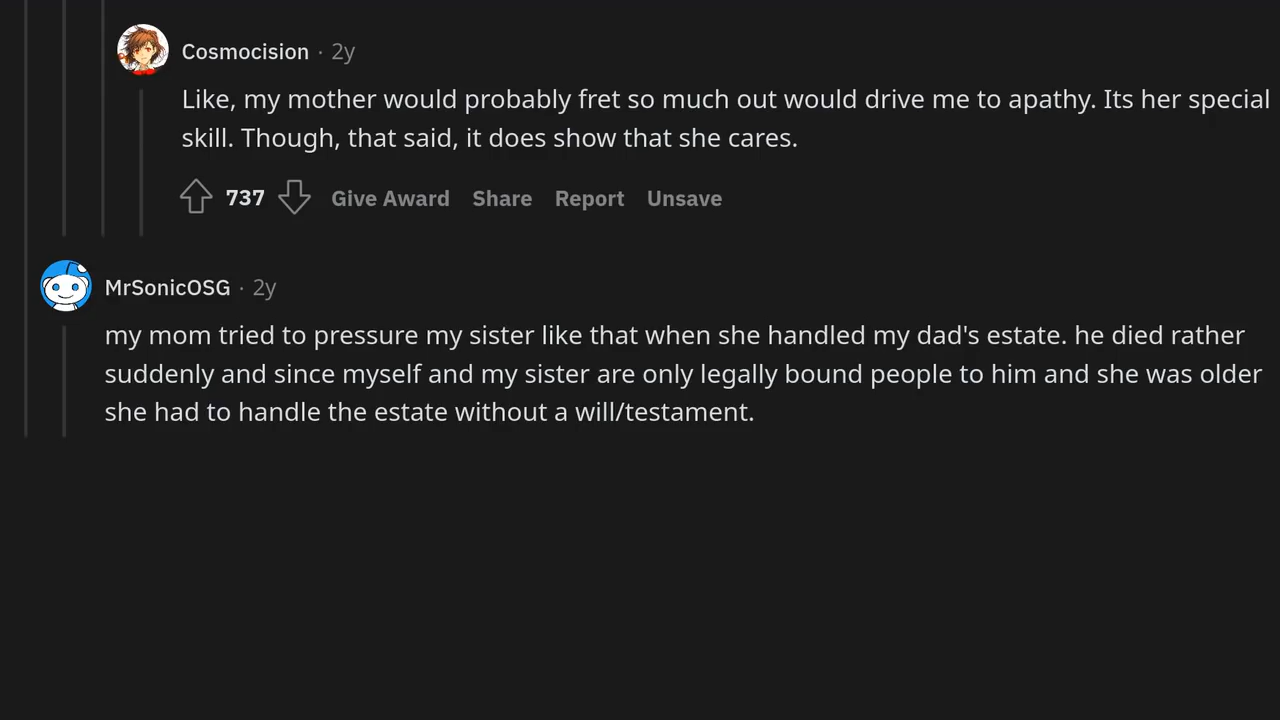 Cosmocision · 2y
Like, my mother would probably fret so much out would drive me to apathy. Its her special
skill. Though, that said, it does show that she cares.
737 Give Award Share Report Unsave
MrSonicOSG · 2y
my mom tried to pressure my sister like that when she handled my dad's estate. he died rather
suddenly and since myself and my sister are only legally bound people to him and she was older
she had to handle the estate without a will/testament.